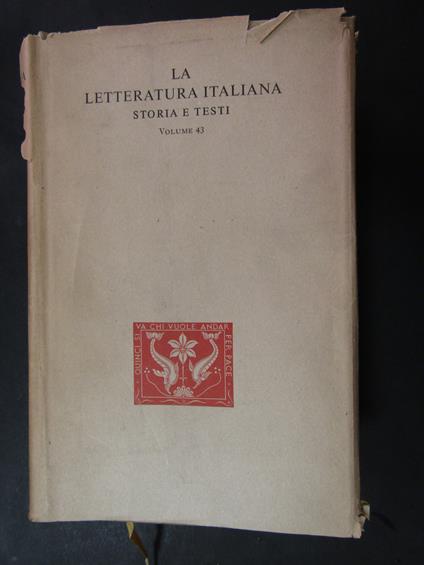 LA
LETTERATURA ITALIANA
STORIA E TESTI
VOLUME 43
QUINCI SI
VA CHI VUOLE ANDAR
PER PACE